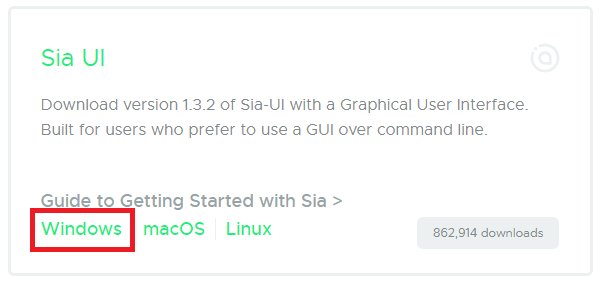 Sia UI
Download version 1.3.2 of Sia-UI with a Graphical User Interface.
Built for users who prefer to use a GUI over command line.
Guide to Getting Started with Sia >
Windows macOS Linux
862,914 downloads